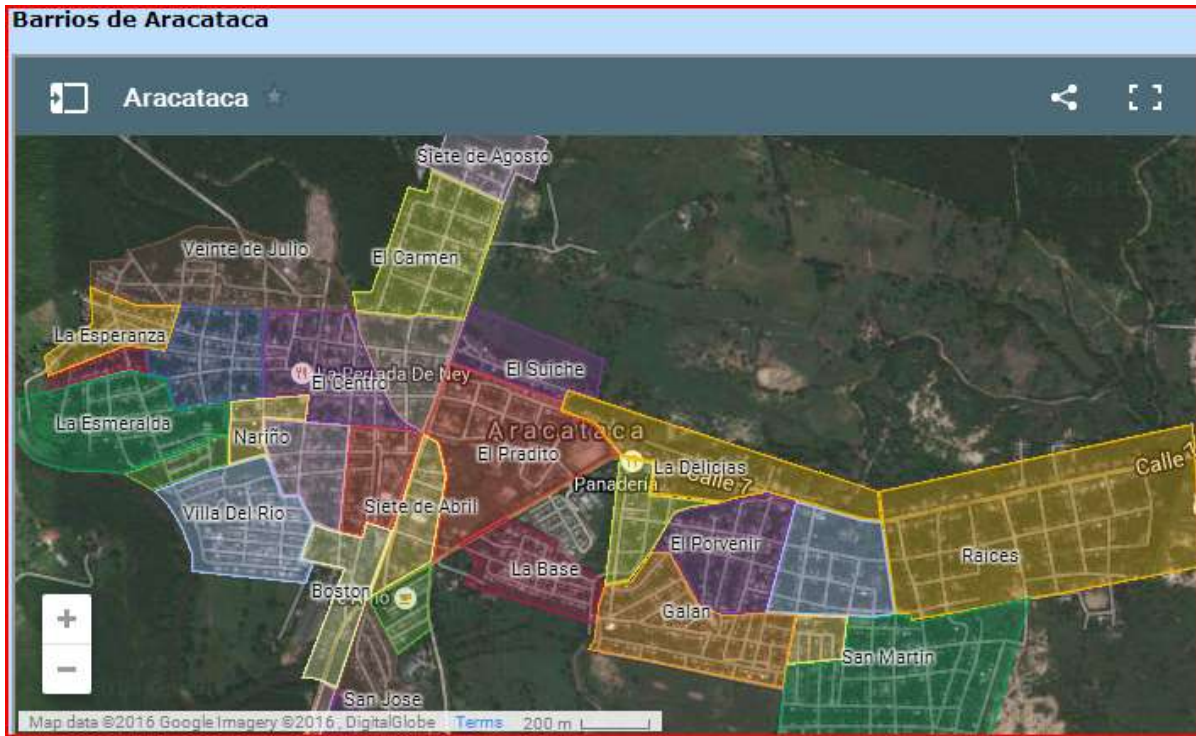 Barrios de Aracataca
Aracataca
Siete de Agosto
Veinte de Julio
El Carmen
La Esperanza
El Suiche
La Perrada De Ney
El Centro
La Esmeralda
Nariño
Aracataca
El Pradito
La Delicias
Calle 7
Calle 7
Panadería
Siete de Abril
Villa Del Rio
El Porvenir
Raices
La Base
Boston
Galan
San Martin
San Jose
Map data ©2016 Google Imagery ©2016 , DigitalGlobe Terms 200 m